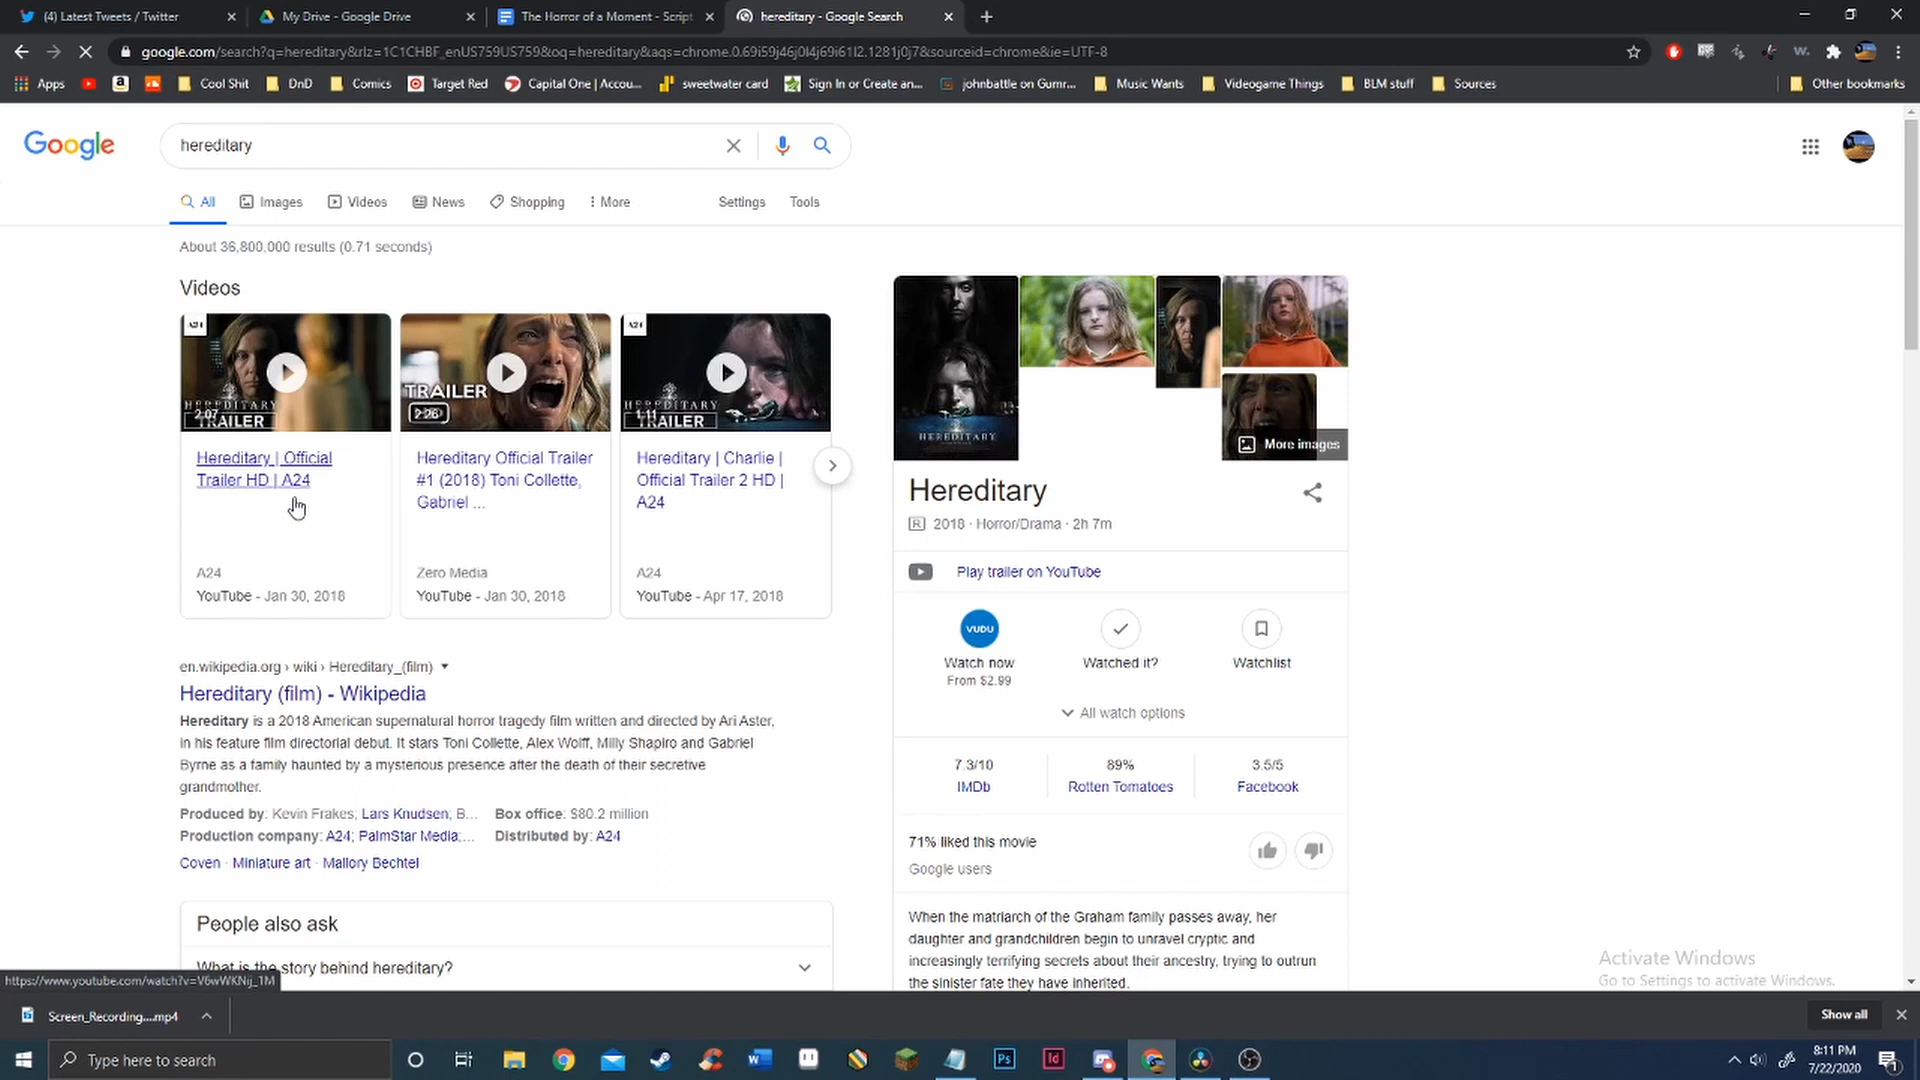 (4) Latest Tweets / Twitter
My Drive - Google Drive
The Horror of a Moment - Script
hereditary - Google Search
google.com/search?q=hereditary&rlz=1C1CHBF_enUS759US759&oq=hereditary&aqs=chrome.0.69i59j46j0l4j69i61l2.1281j0j7&sourceid=chrome&ie=UTF-8
Apps
Cool Shit
DnD
Comics
Target Red
Capital One | Accou...
sweetwater card
Sign In or Create an...
johnbattle on Gumr...
Music Wants
Videogame Things
BLM stuff
Sources
Other bookmarks
Google
hereditary
All
Images
Videos
News
Shopping
More
Settings
Tools
About 36,800,000 results (0.71 seconds)
Videos
A24
HEREDITARY
2:07
TRAILER
TRAILER
2:26
A24
HEREDITARY
1:11
TRAILER
Hereditary | Official
Trailer HD | A24
A24
YouTube - Jan 30, 2018
Hereditary Official Trailer
#1 (2018) Toni Collette,
Gabriel ...
Zero Media
YouTube - Jan 30, 2018
Hereditary | Charlie |
Official Trailer 2 HD |
A24
A24
YouTube - Apr 17, 2018
en.wikipedia.org › wiki › Hereditary_(film)
Hereditary (film) - Wikipedia
Hereditary is a 2018 American supernatural horror tragedy film written and directed by Ari Aster,
in his feature film directorial debut. It stars Toni Collette, Alex Wolff, Milly Shapiro and Gabriel
Byrne as a family haunted by a mysterious presence after the death of their secretive
grandmother.
Produced by: Kevin Frakes; Lars Knudsen; B... Box office: $80.2 million
Production company: A24; PalmStar Media;... Distributed by: A24
Coven · Miniature art · Mallory Bechtel
People also ask
What is the story behind hereditary?
HEREDITARY
More images
Hereditary
R 2018 · Horror/Drama · 2h 7m
Play trailer on YouTube
VUDU
Watch now
From $2.99
Watched it?
Watchlist
All watch options
7.3/10
IMDb
89%
Rotten Tomatoes
3.5/5
Facebook
71% liked this movie
Google users
When the matriarch of the Graham family passes away, her
daughter and grandchildren begin to unravel cryptic and
increasingly terrifying secrets about their ancestry, trying to outrun
the sinister fate they have inherited.
Activate Windows
Go to Settings to activate Windows.
https://www.youtube.com/watch?v=V6wWKNij_1M
Screen_Recording....mp4
Show all
Type here to search
W
Ps
Id
8:11 PM
7/22/2020
1